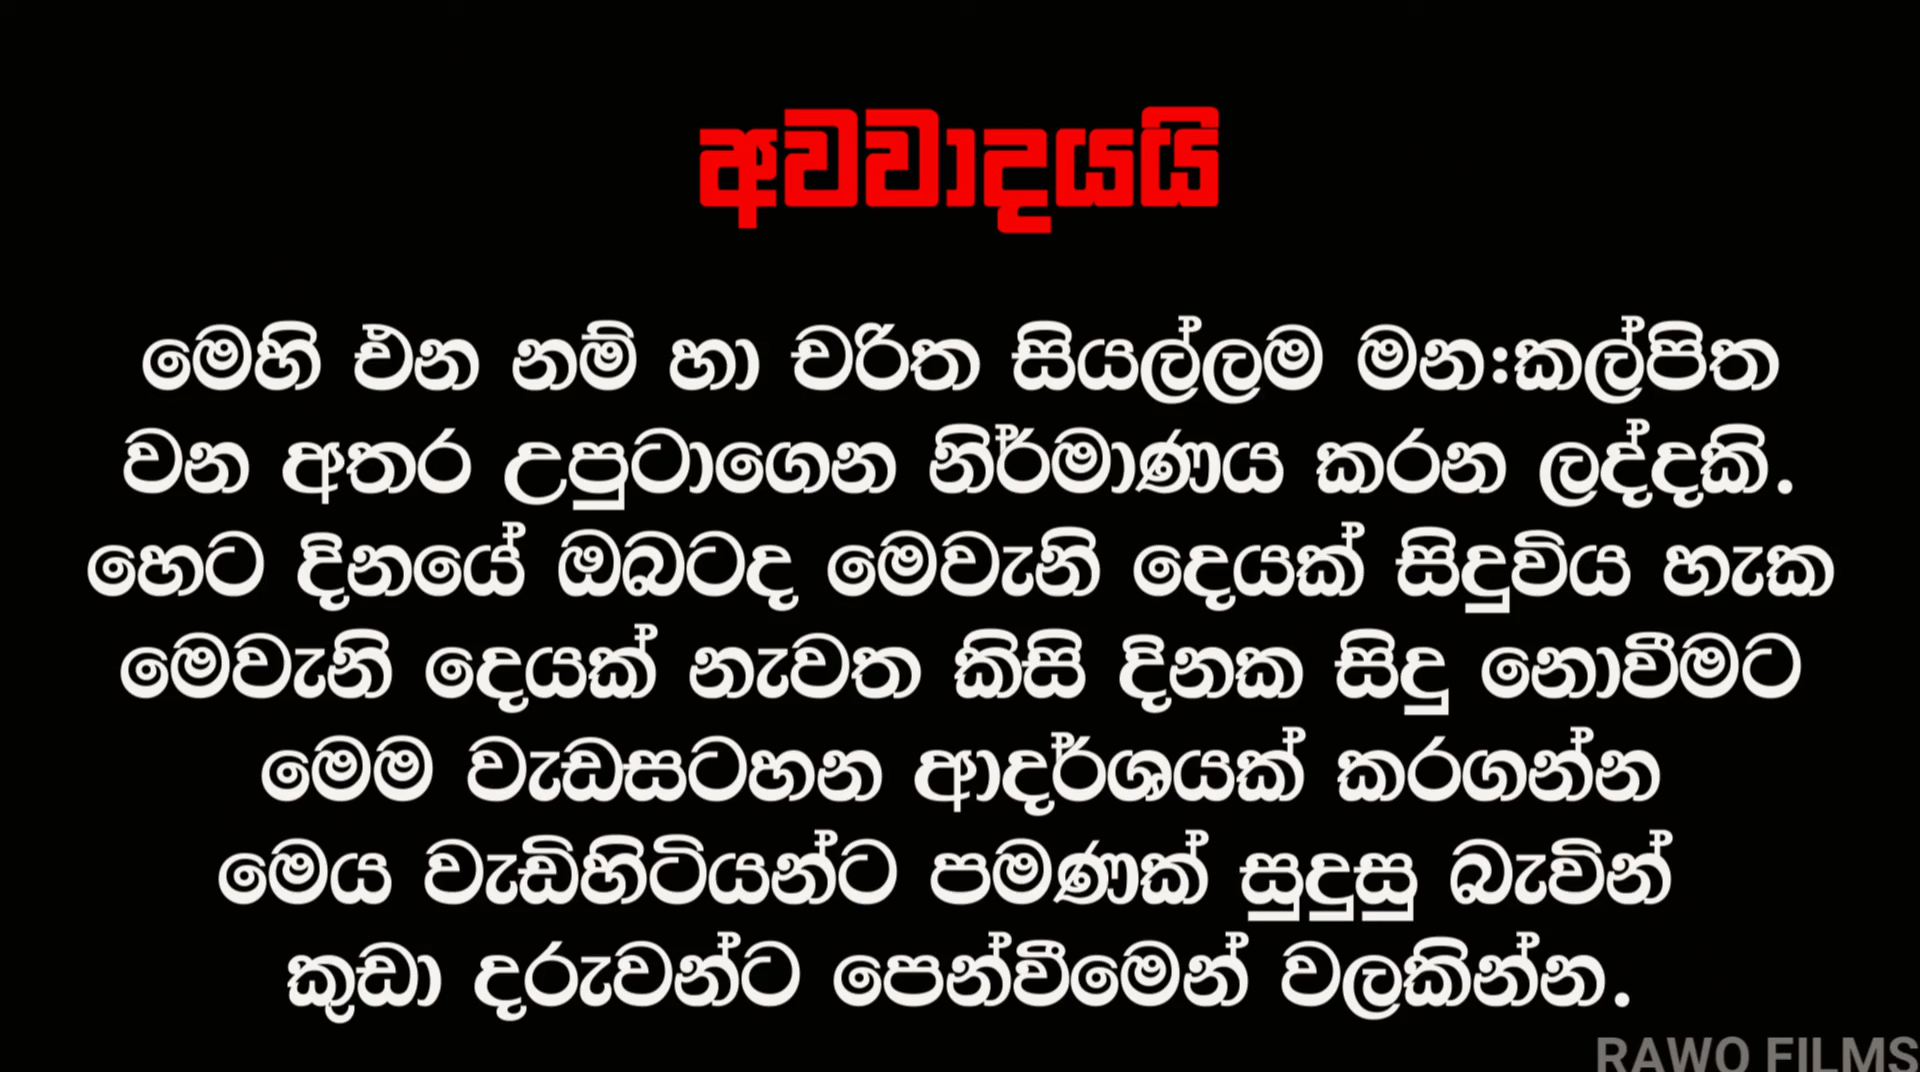 අවවාදයයි
මෙහි එන නම් හා චරිත සියල්ලම මනඃකල්පිත
වන අතර උපුටාගෙන නිර්මාණය කරන ලද්දකි.
හෙට දිනයේ ඔබටද මෙවැනි දෙයක් සිදුවිය හැක
මෙවැනි දෙයක් නැවත කිසි දිනක සිදු නොවීමට
මෙම වැඩසටහන ආදර්ශයක් කරගන්න
මෙය වැඩිහිටියන්ට පමණක් සුදුසු බැවින්
කුඩා දරුවන්ට පෙන්වීමෙන් වලකින්න.
RAWO FILMS